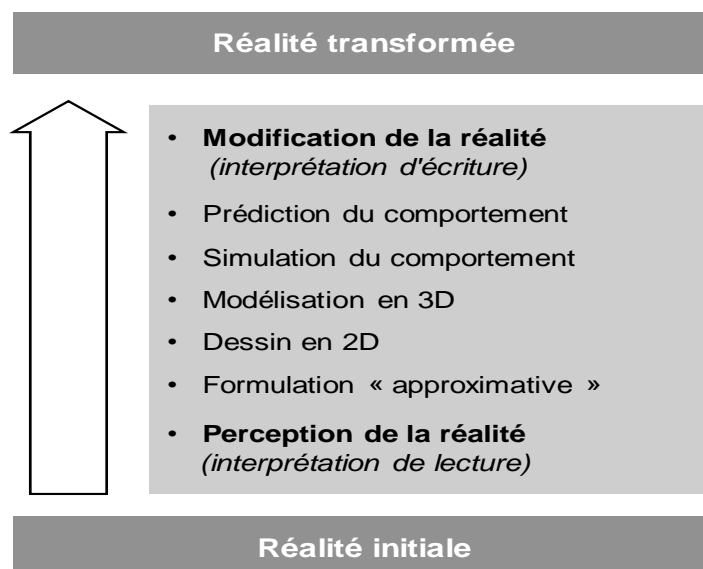 Réalité transformée
• Modification de la réalité
(interprétation d'écriture)
• Prédiction du comportement
• Simulation du comportement
• Modélisation en 3D
• Dessin en 2D
• Formulation « approximative »
• Perception de la réalité
(interprétation de lecture)
Réalité initiale